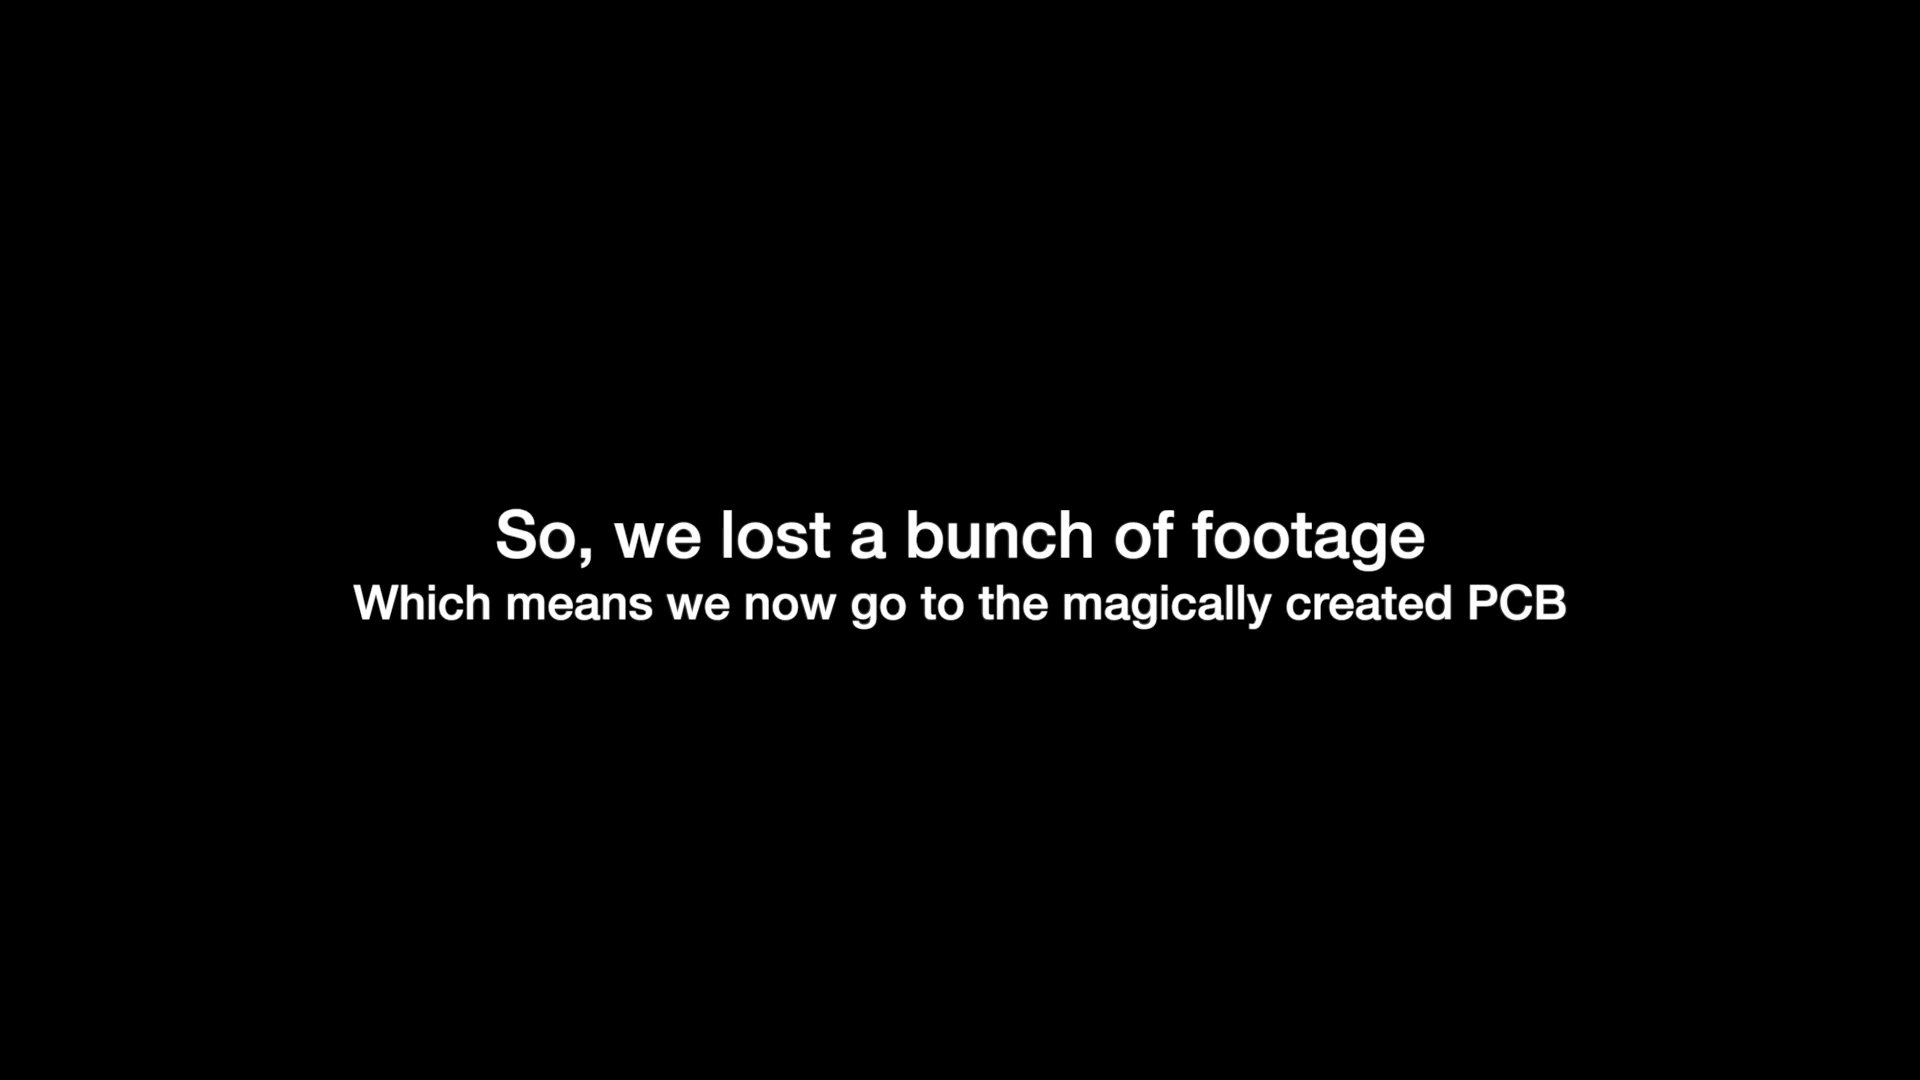 So, we lost a bunch of footage
Which means we now go to the magically created PCB